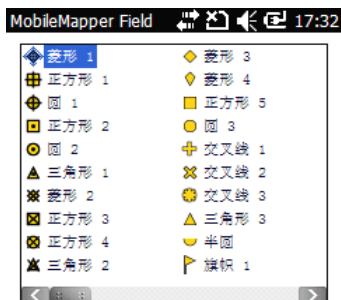 MobileMapper Field 17:32
菱形 1
正方形 1
圆 1
正方形 2
圆 2
三角形 1
菱形 2
正方形 3
正方形 4
三角形 2
菱形 3
菱形 4
正方形 5
圆 3
交叉线 1
交叉线 2
交叉线 3
三角形 3
半圆
旗帜 1